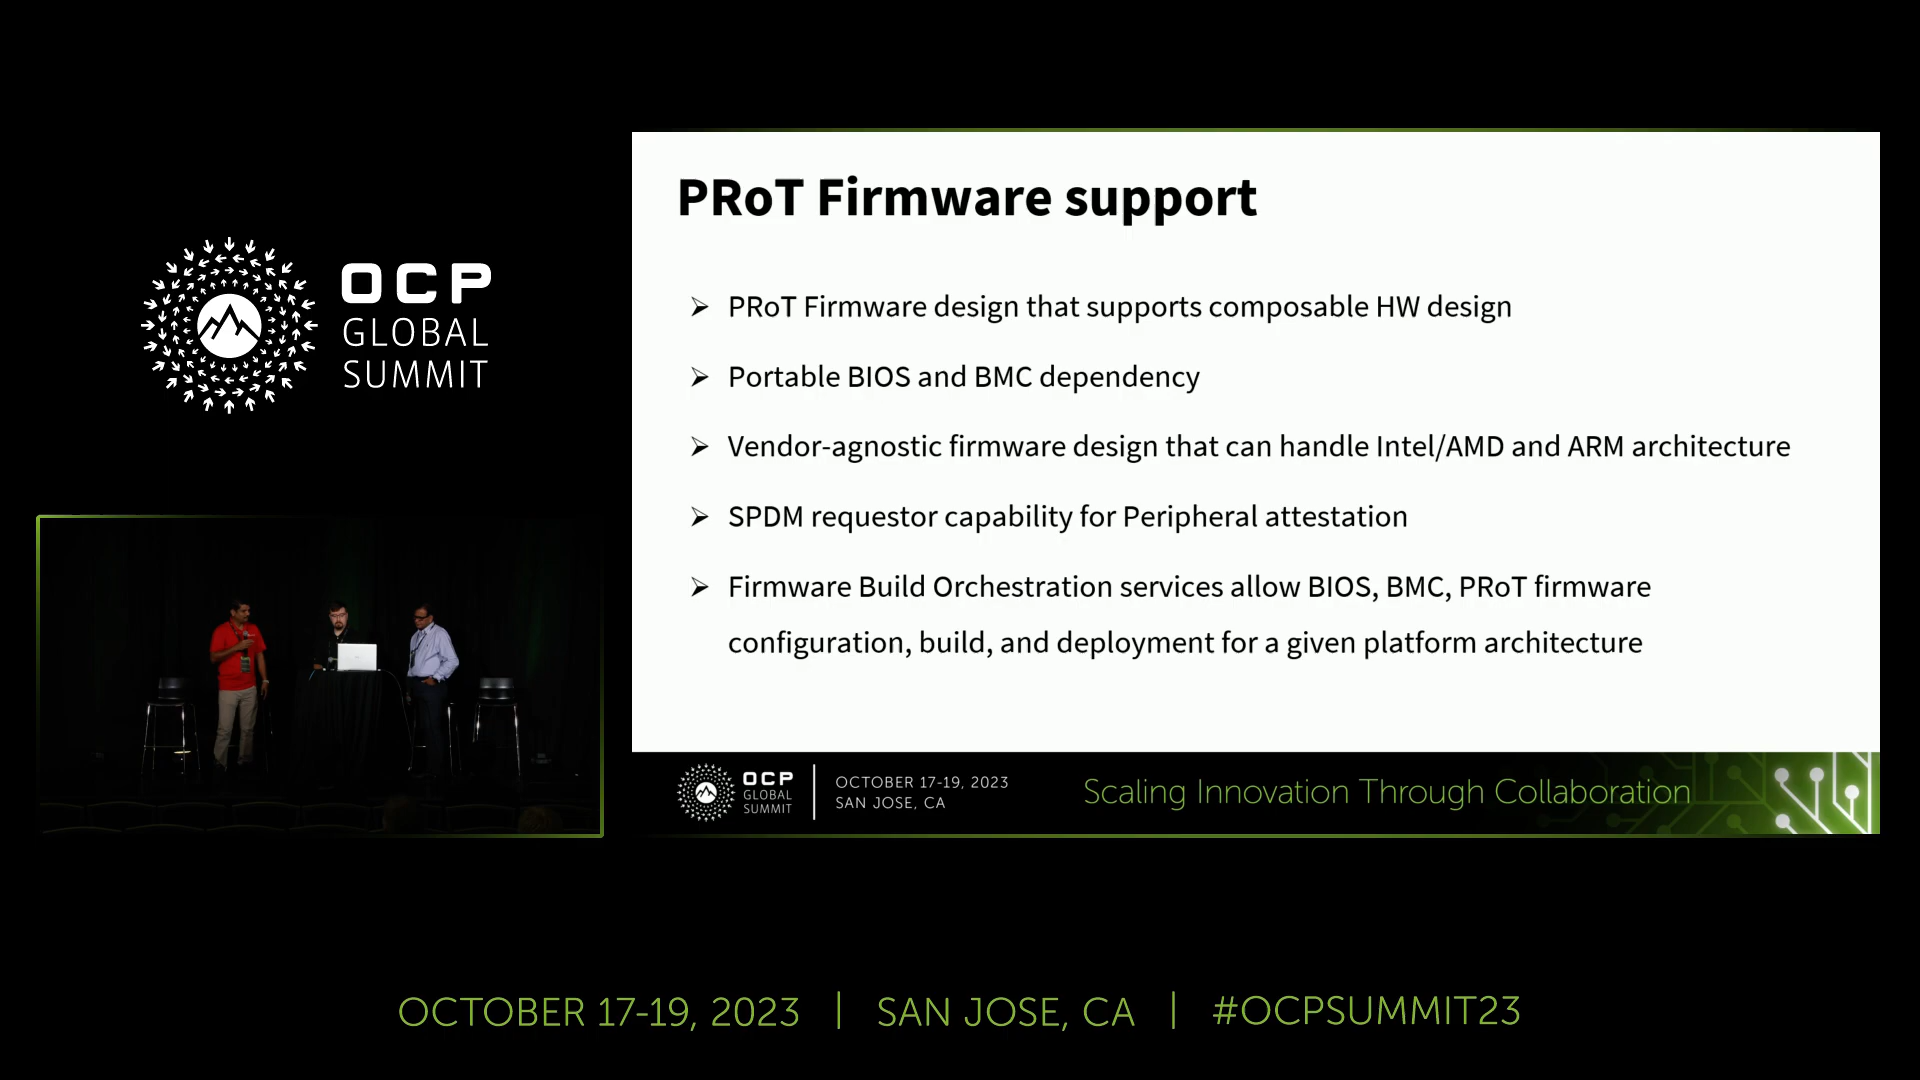 OCP
GLOBAL
SUMMIT
PRoT Firmware support
➢ PRoT Firmware design that supports composable HW design
➢ Portable BIOS and BMC dependency
➢ Vendor-agnostic firmware design that can handle Intel/AMD and ARM architecture
➢ SPDM requestor capability for Peripheral attestation
➢ Firmware Build Orchestration services allow BIOS, BMC, PRoT firmware
configuration, build, and deployment for a given platform architecture
OCP
GLOBAL
SUMMIT
OCTOBER 17-19, 2023
SAN JOSE, CA
Scaling Innovation Through Collaboration
OCTOBER 17-19, 2023 | SAN JOSE, CA | #OCPSUMMIT23